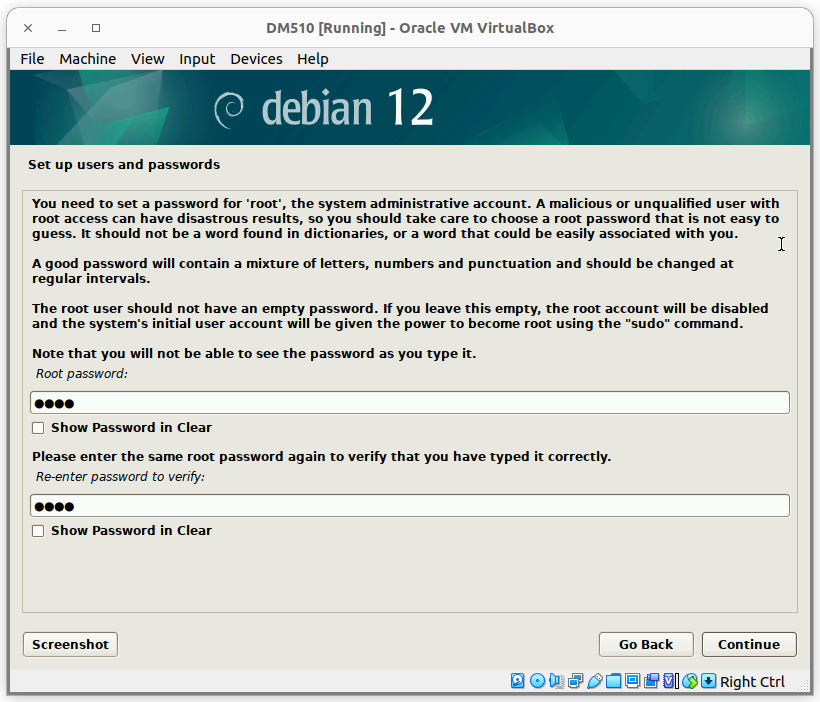 DM510 [Running] - Oracle VM VirtualBox
File Machine View Input Devices Help
debian 12
Set up users and passwords
You need to set a password for 'root', the system administrative account. A malicious or unqualified user with
root access can have disastrous results, so you should take care to choose a root password that is not easy to
guess. It should not be a word found in dictionaries, or a word that could be easily associated with you.
A good password will contain a mixture of letters, numbers and punctuation and should be changed at
regular intervals.
The root user should not have an empty password. If you leave this empty, the root account will be disabled
and the system's initial user account will be given the power to become root using the "sudo" command.
Note that you will not be able to see the password as you type it.
Root password:
●●●●
Show Password in Clear
Please enter the same root password again to verify that you have typed it correctly.
Re-enter password to verify:
●●●●
Show Password in Clear
Screenshot
Go Back
Continue
Right Ctrl